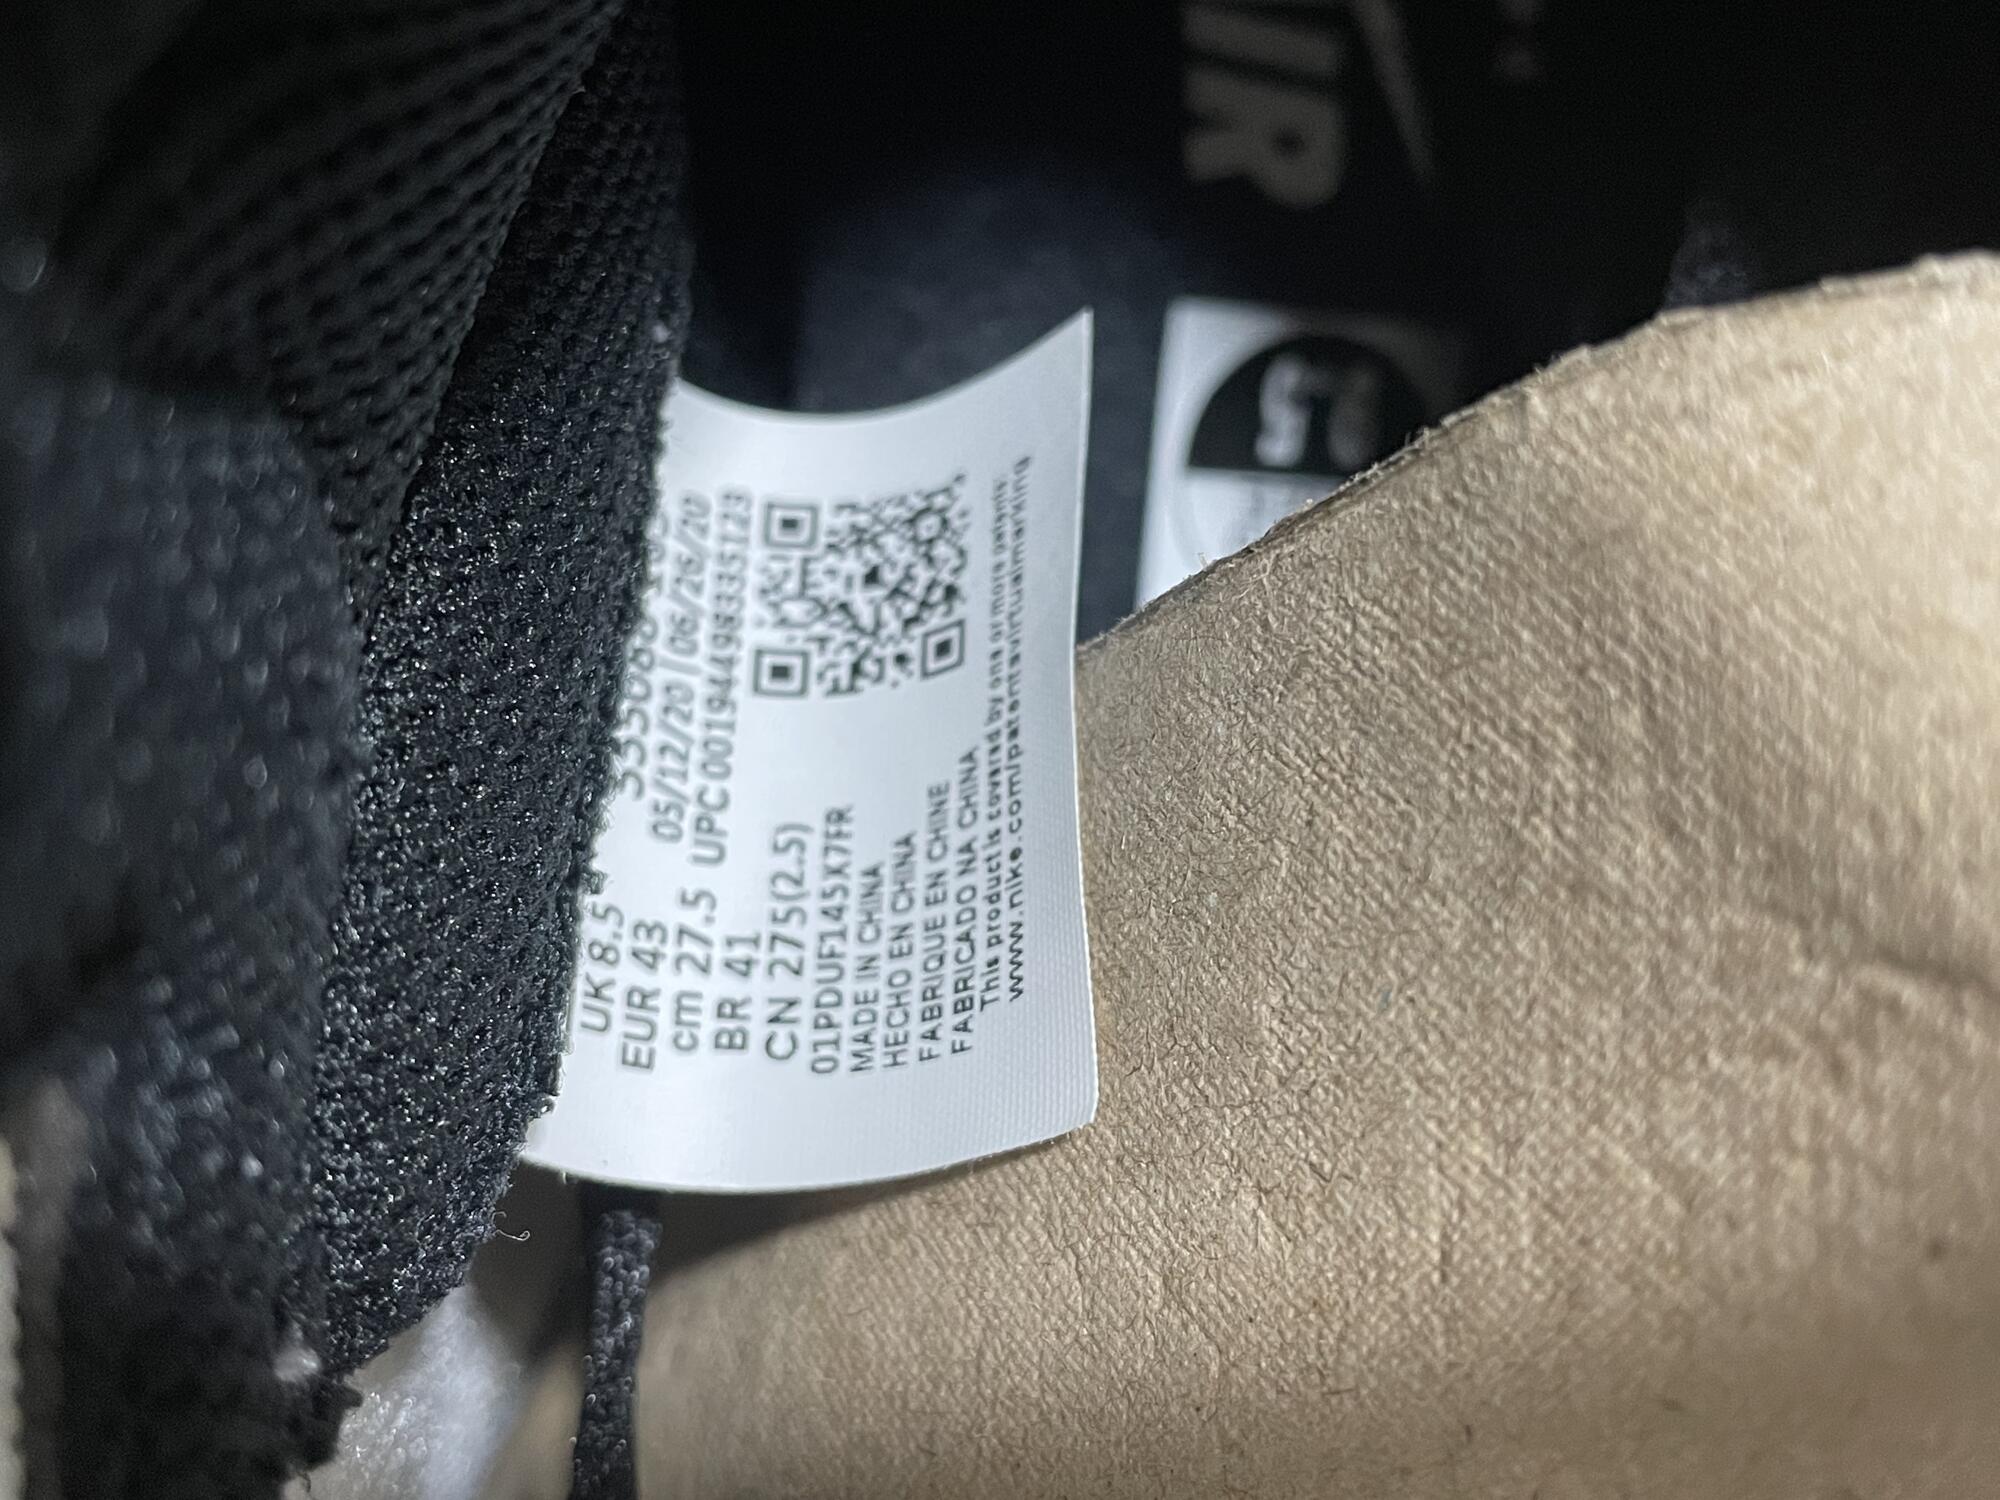 UK 8.5
EUR 43
cm 27.5
BR 41
CN 275(2.5)
05/12/20 | 06/26/20
UPC00194498335123
01PDUF145X7FR
MADE IN CHINA
HECHO EN CHINA
FABRIQUE EN CHINE
FABRICADO NA CHINA
This product is covered by one or more patents:
www.nike.com/patentsvirtualmarking